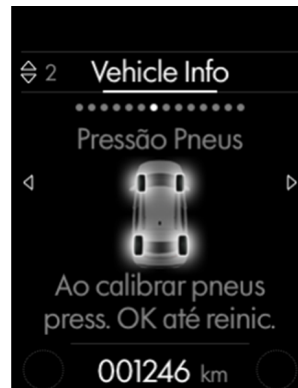 2 Vehicle Info
Pressão Pneus
Ao calibrar pneus
press. OK até reinic.
001246 km